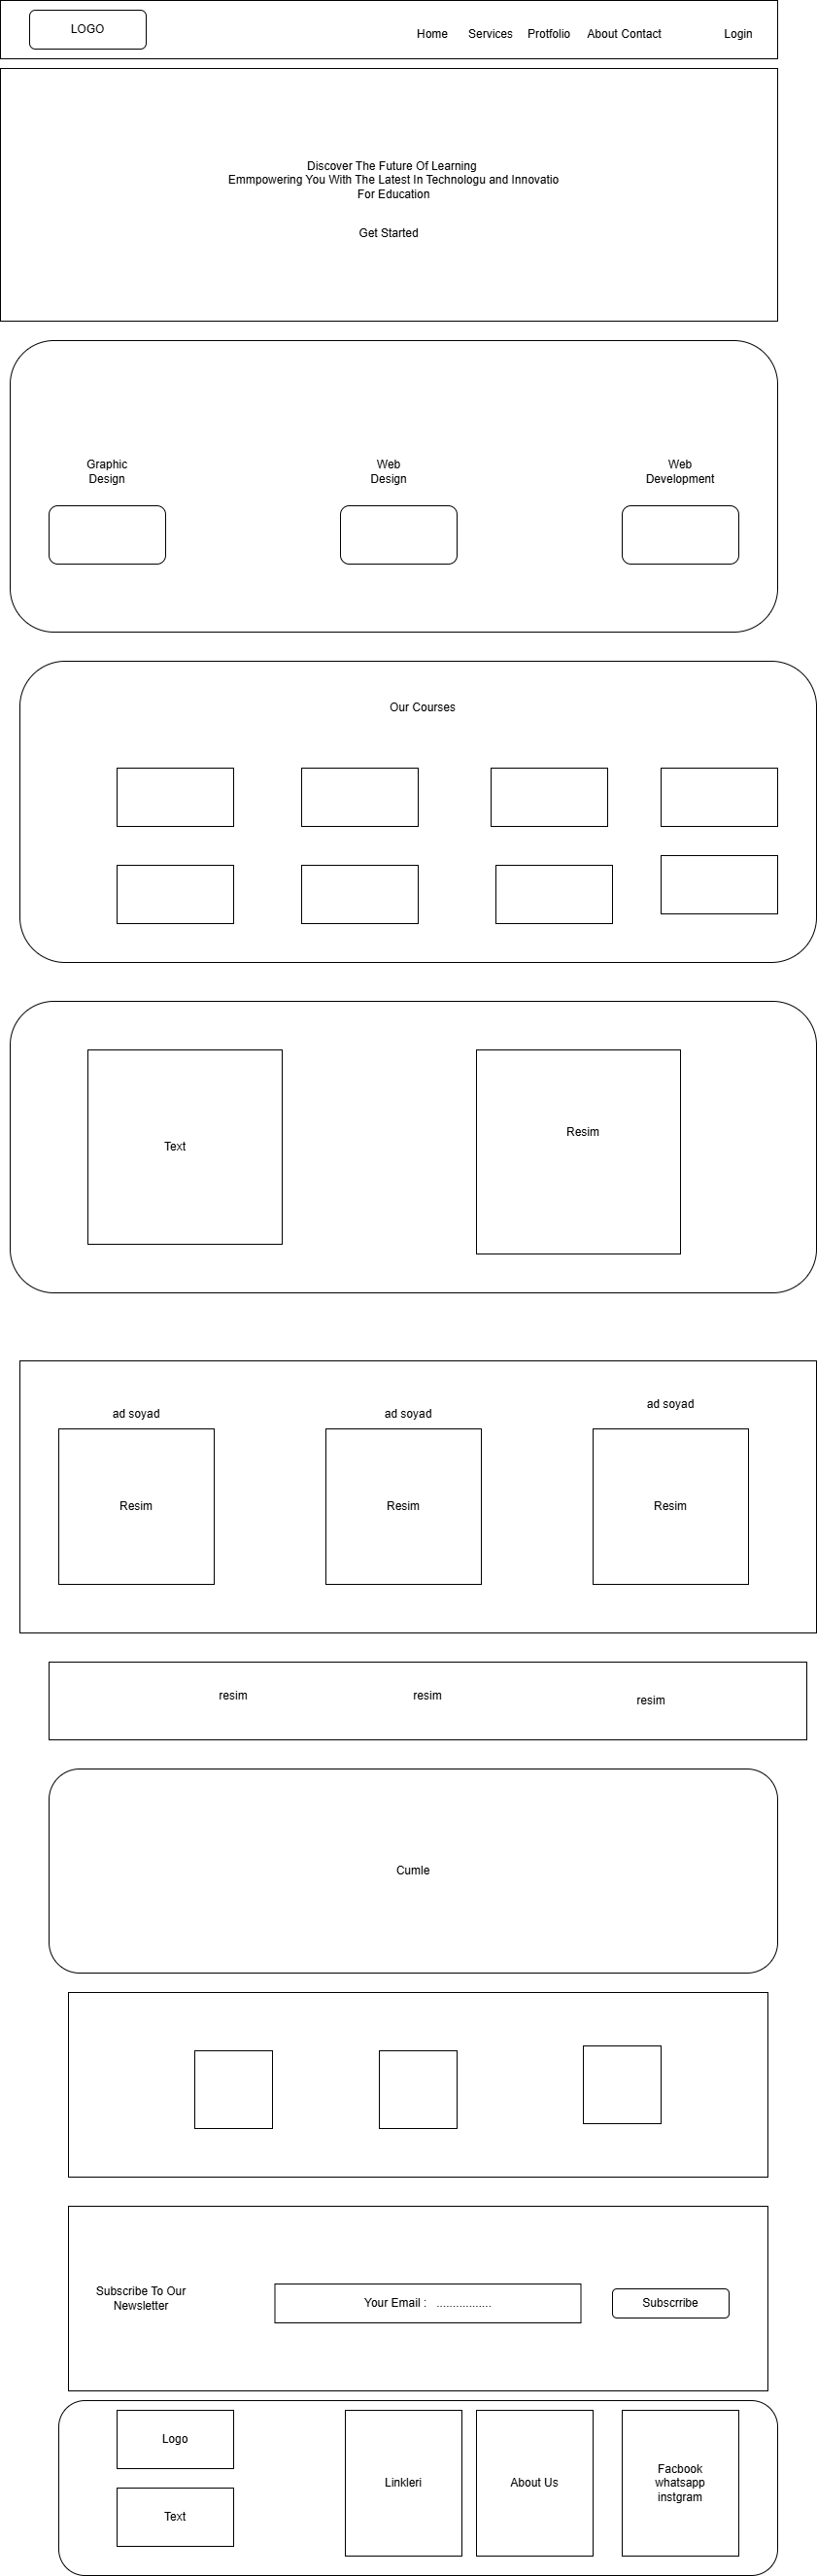 LOGO
Home Services Protfolio About Contact Login
Discover The Future Of Learning
Emmpowering You With The Latest In Technologu and Innovatio
For Education
Get Started
Graphic
Design
Web
Design
Web
Development
Our Courses
Text
Resim
ad soyad
ad soyad
ad soyad
Resim
Resim
Resim
resim
resim
resim
Cumle
Subscribe To Our
Newsletter
Your Email : .................
Subscrribe
Logo
Text
Linkleri
About Us
Facbook
whatsapp
instgram